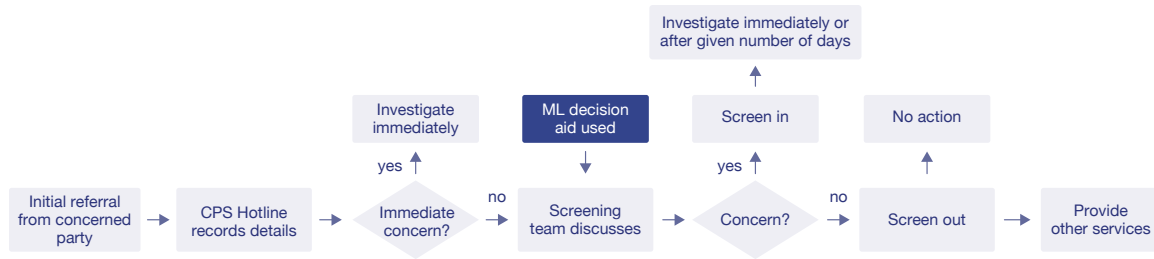 Investigate immediately or
after given number of days
Investigate
immediately
ML decision
aid used
Screen in
No action
yes
yes
Initial referral
from concerned
party
CPS Hotline
records details
Immediate
concern?
no
Screening
team discusses
Concern?
no
Screen out
Provide
other services